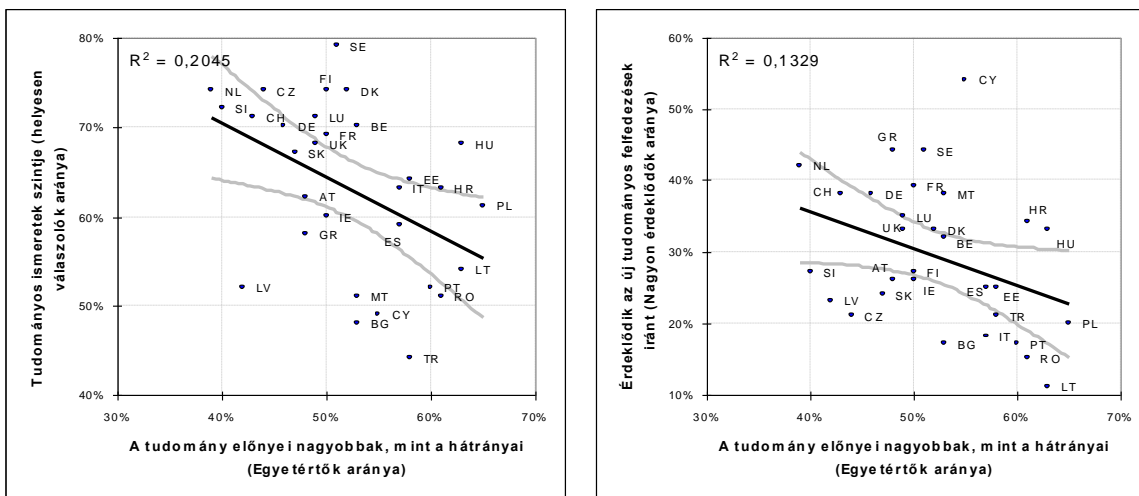 Tudományos ismeretek szintje (helyesen
válaszolók aránya)
80%
70%
60%
50%
40%
R² = 0,2045
SE
FI
NL
CZ
DK
SI
CH
DE
LU
BE
FR
UK
SK
HU
EE
IT
HR
AT
PL
IE
GR
ES
LT
LV
PT
MT
RO
CY
BG
TR
30%
40%
50%
60%
70%
A tudomány előnyei nagyobbak, mint a hátrányai
(Egyetértők aránya)
Érdeklődik az új tudományos felfedezések
iránt (Nagyon érdeklődők aránya)
60%
50%
40%
30%
20%
10%
R² = 0,1329
CY
GR
SE
NL
CH
DE
FR
MT
LU
HR
UK
DK
BE
HU
SI
AT
FI
SK
IE
ES
EE
LV
CZ
TR
PL
BG
IT
PT
RO
LT
30%
40%
50%
60%
70%
A tudomány előnyei nagyobbak, mint a hátrányai
(Egyetértők aránya)